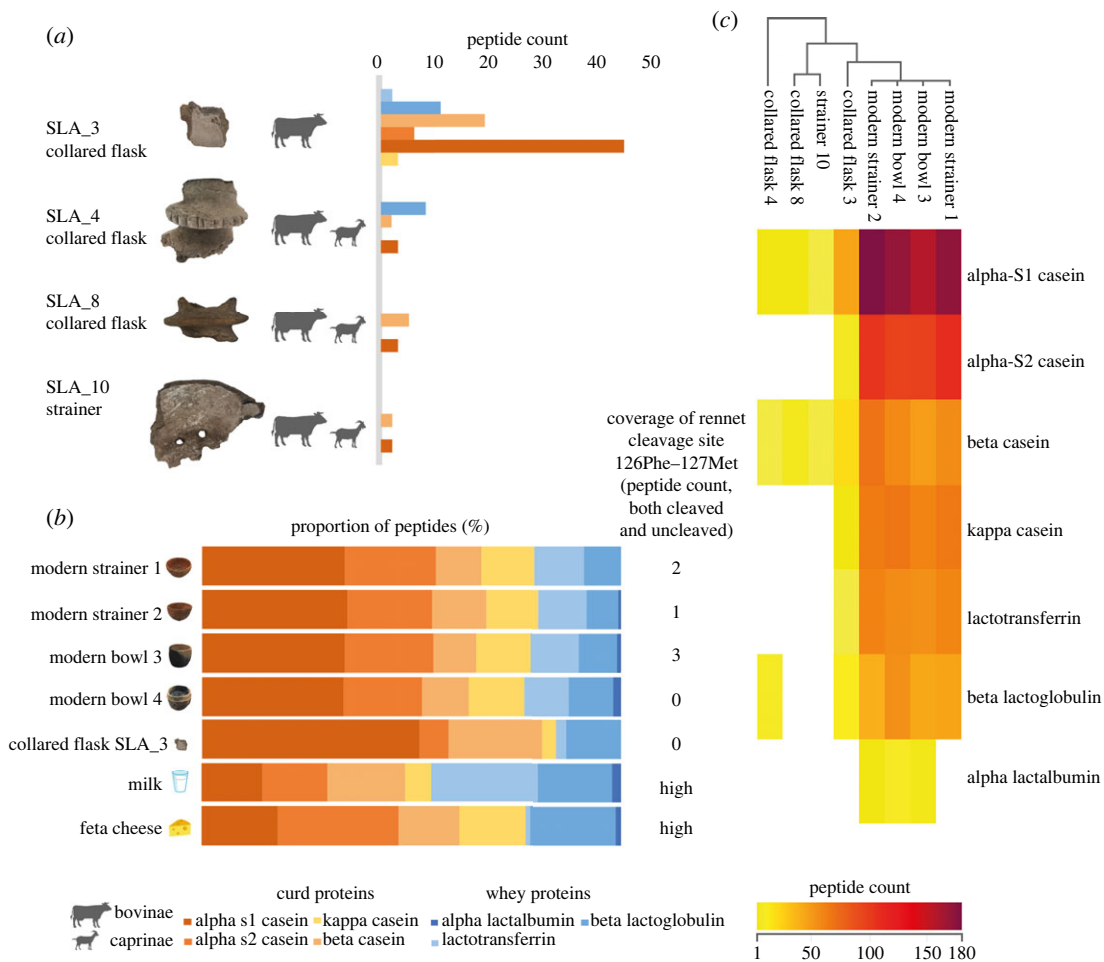 (a)
peptide count
0 10 20 30 40 50
SLA_3
collared flask
SLA_4
collared flask
SLA_8
collared flask
SLA_10
strainer
(b)
proportion of peptides (%)
coverage of rennet
cleavage site
126Phe–127Met
(peptide count,
both cleaved
and uncleaved)
modern strainer 1 2
modern strainer 2 1
modern bowl 3 3
modern bowl 4 0
collared flask SLA_3 0
milk high
feta cheese high
curd proteins whey proteins
bovinae alpha s1 casein kappa casein alpha lactalbumin beta lactoglobulin
caprinae alpha s2 casein beta casein lactotransferrin
(c)
collared flask 4
collared flask 8
strainer 10
collared flask 3
modern strainer 2
modern bowl 4
modern bowl 3
modern strainer 1
alpha-S1 casein
alpha-S2 casein
beta casein
kappa casein
lactotransferrin
beta lactoglobulin
alpha lactalbumin
peptide count
1 50 100 150 180